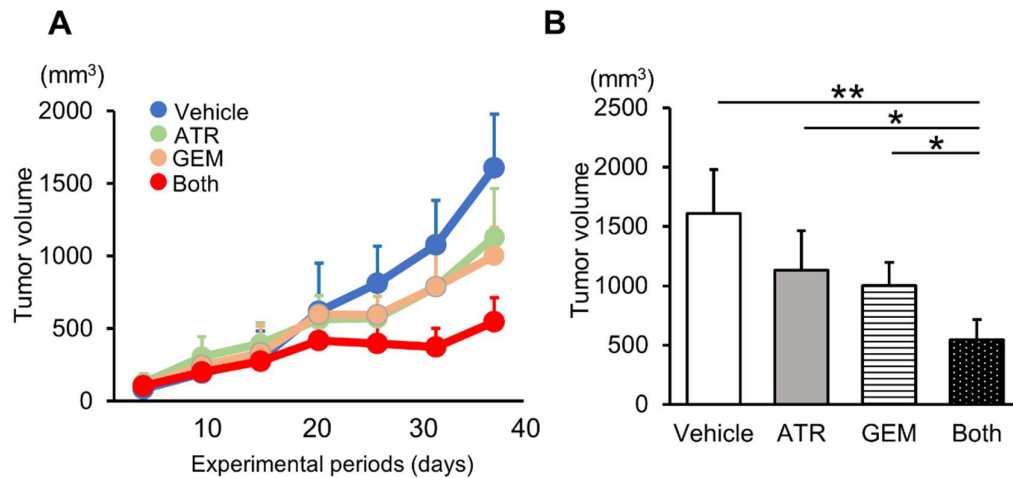 A
(mm³)
2000
1500
1000
500
0
Tumor volume
Vehicle
ATR
GEM
Both
10 20 30 40
Experimental periods (days)
B
(mm³)
2500
2000
1500
1000
500
0
Tumor volume
**
*
*
Vehicle ATR GEM Both